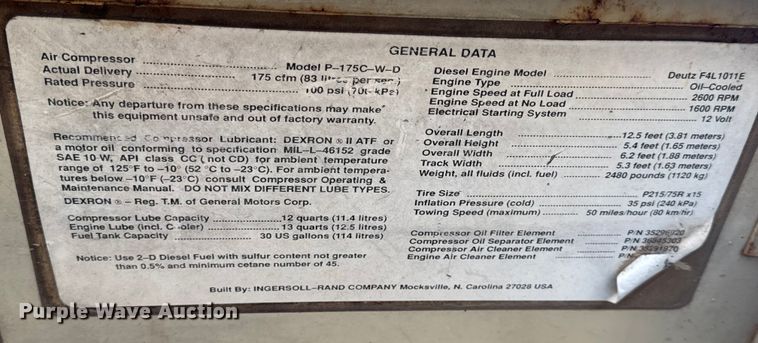 GENERAL DATA
Air Compressor Model P-175C-W-D
Actual Delivery 175 cfm (83 litres per sec)
Rated Pressure 100 psi (700 kPa)
Notice: Any departure from these specifications may make
this equipment unsafe and out of factory warranty.
Recommended Compressor Lubricant: DEXRON ® II ATF or
a motor oil conforming to specification MIL-L-46152 grade
SAE 10 W, API class CC (not CD) for ambient temperature
range of 125°F to -10° (52°C to -23°C). For ambient tempera-
tures below -10°F (-23°C) consult Compressor Operating &
Maintenance Manual. DO NOT MIX DIFFERENT LUBE TYPES.
DEXRON ® - Reg. T.M. of General Motors Corp.
Compressor Lube Capacity 12 quarts (11.4 litres)
Engine Lube (incl. Cooler) 13 quarts (12.5 litres)
Fuel Tank Capacity 30 US gallons (114 litres)
Notice: Use 2-D Diesel Fuel with sulfur content not greater
than 0.5% and minimum cetane number of 45.
Diesel Engine Model Deutz F4L1011E
Engine Type Oil-Cooled
Engine Speed at Full Load 2600 RPM
Engine Speed at No Load 1600 RPM
Electrical Starting System 12 Volt
Overall Length 12.5 feet (3.81 meters)
Overall Height 5.4 feet (1.65 meters)
Overall Width 6.2 feet (1.88 meters)
Track Width 5.3 feet (1.63 meters)
Weight, all fluids (incl. fuel) 2480 pounds (1120 kg)
Tire Size P215/75R x15
Inflation Pressure (cold) 35 psi (240 kPa)
Towing Speed (maximum) 50 miles/hour (80 km/hr)
Compressor Oil Filter Element P/N 35296920
Compressor Oil Separator Element P/N
Compressor Air Cleaner Element P/N
Engine Air Cleaner Element P/N
Built By: INGERSOLL-RAND COMPANY Mocksville, N. Carolina 27028 USA
Purple Wave Auction